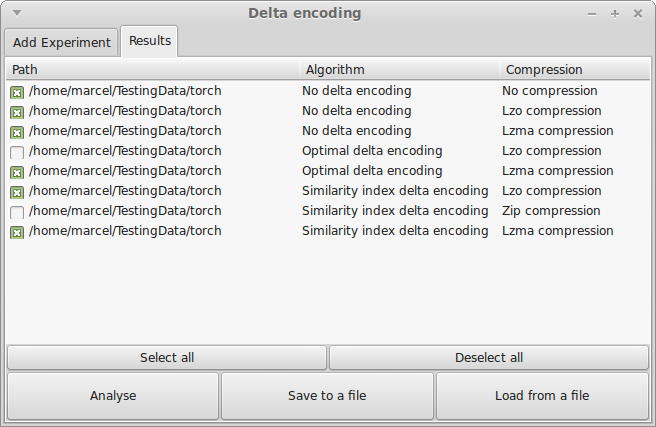 Delta encoding
Add Experiment Results
Path Algorithm Compression
/home/marcel/TestingData/torch No delta encoding No compression
/home/marcel/TestingData/torch No delta encoding Lzo compression
/home/marcel/TestingData/torch No delta encoding Lzma compression
/home/marcel/TestingData/torch Optimal delta encoding Lzo compression
/home/marcel/TestingData/torch Optimal delta encoding Lzma compression
/home/marcel/TestingData/torch Similarity index delta encoding Lzo compression
/home/marcel/TestingData/torch Similarity index delta encoding Zip compression
/home/marcel/TestingData/torch Similarity index delta encoding Lzma compression
Select all Deselect all
Analyse Save to a file Load from a file